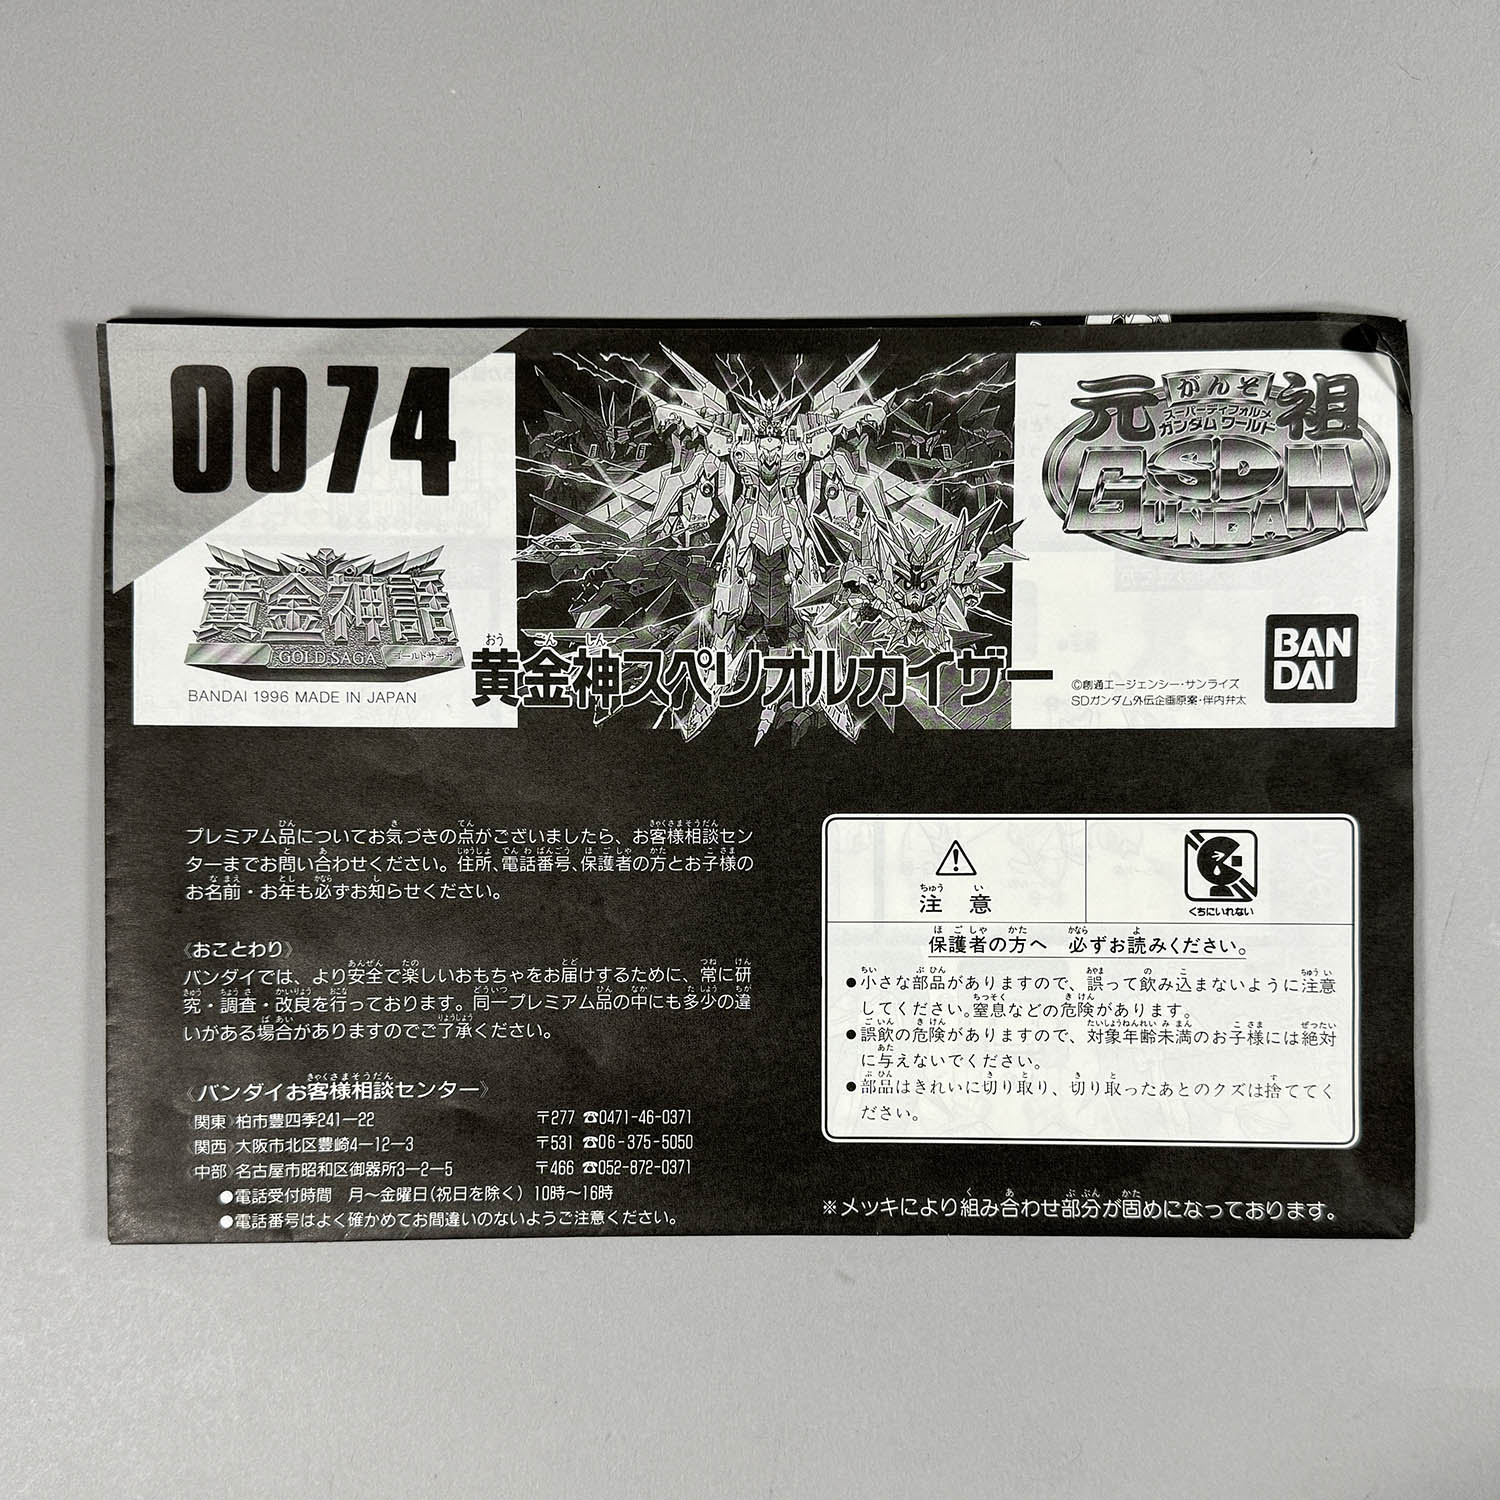 0074
黄金神話
GOLD SAGA ゴールドサーガ
BANDAI 1996 MADE IN JAPAN
おうごんしん
黄金神スペリオルカイザー
がんそ
元祖
スーパーディフォルメ
ガンダムワールド
SD
GUNDAM
BAN
DAI
©創通エージェンシー・サンライズ
SDガンダム外伝企画原案・伴内弁太
プレミアム品についてお気づきの点がございましたら、お客様相談セン
ターまでお問い合わせください。住所、電話番号、保護者の方とお子様の
お名前・お年も必ずお知らせください。
《おことわり》
バンダイでは、より安全で楽しいおもちゃをお届けするために、常に研
究・調査・改良を行っております。同一プレミアム品の中にも多少の違
いがある場合がありますのでご了承ください。
《バンダイお客様相談センター》
関東 柏市豊四季241－22 〒277 ☎0471-46-0371
関西 大阪市北区豊崎4－12－3 〒531 ☎06-375-5050
中部 名古屋市昭和区御器所3－2－5 〒466 ☎052-872-0371
●電話受付時間 月～金曜日(祝日を除く) 10時～16時
●電話番号はよく確かめてお間違いのないようご注意ください。
ちゅうい
注意
くちにいれない
保護者の方へ 必ずお読みください。
●小さな部品がありますので、誤って飲み込まないように注意
してください。窒息などの危険があります。
●誤飲の危険がありますので、対象年齢未満のお子様には絶対
に与えないでください。
●部品はきれいに切り取り、切り取ったあとのクズは捨ててく
ださい。
※メッキにより組み合わせ部分が固めになっております。